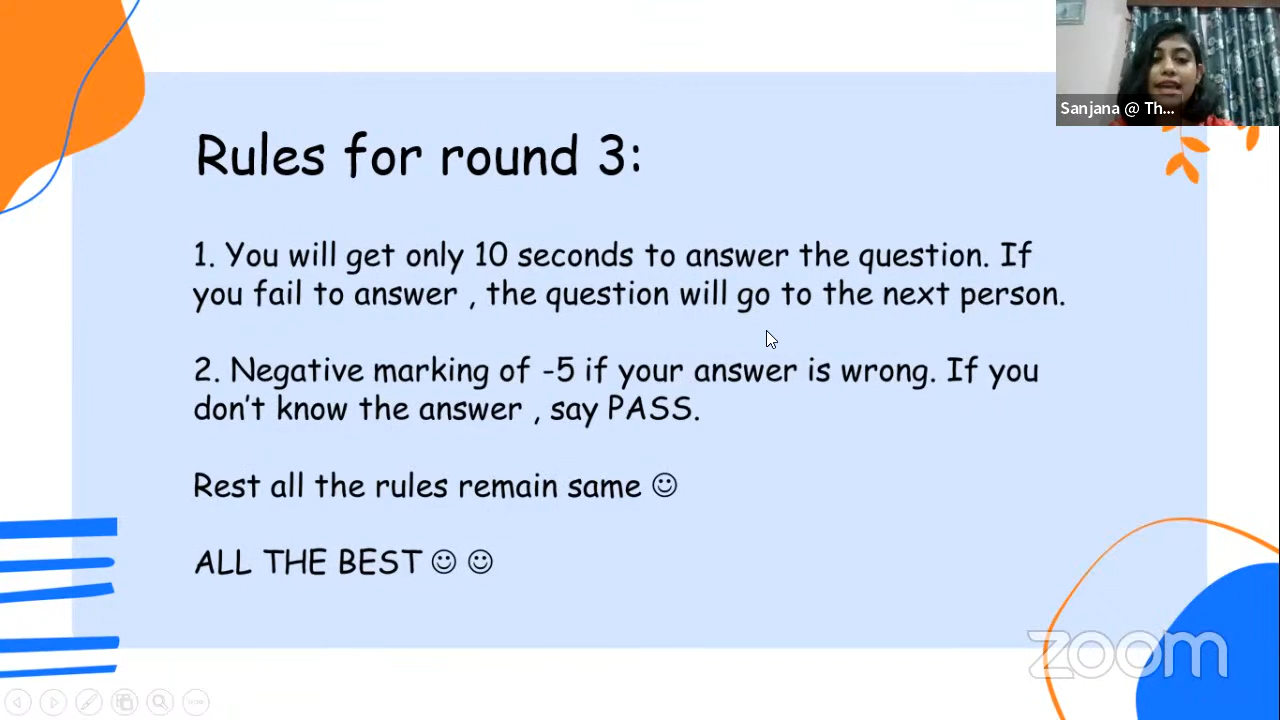 Sanjana @ Th...
Rules for round 3:
1. You will get only 10 seconds to answer the question. If
you fail to answer , the question will go to the next person.
2. Negative marking of -5 if your answer is wrong. If you
don't know the answer , say PASS.
Rest all the rules remain same ☺
ALL THE BEST ☺ ☺
zoom